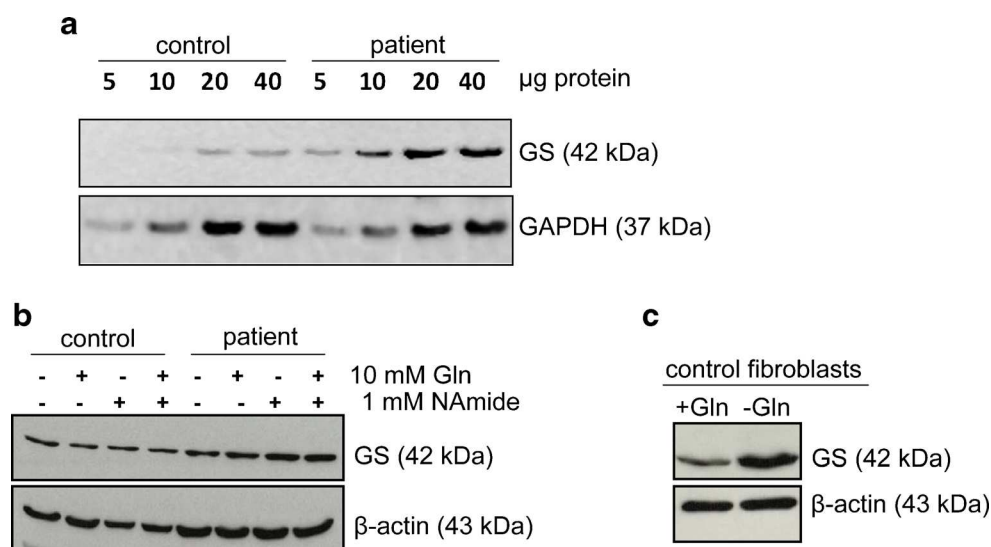 a
control patient
5 10 20 40 5 10 20 40 µg protein
GS (42 kDa)
GAPDH (37 kDa)
b
control patient
- + - + - + - + 10 mM Gln
- - + + - - + + 1 mM NAmide
GS (42 kDa)
β-actin (43 kDa)
c
control fibroblasts
+Gln -Gln
GS (42 kDa)
β-actin (43 kDa)